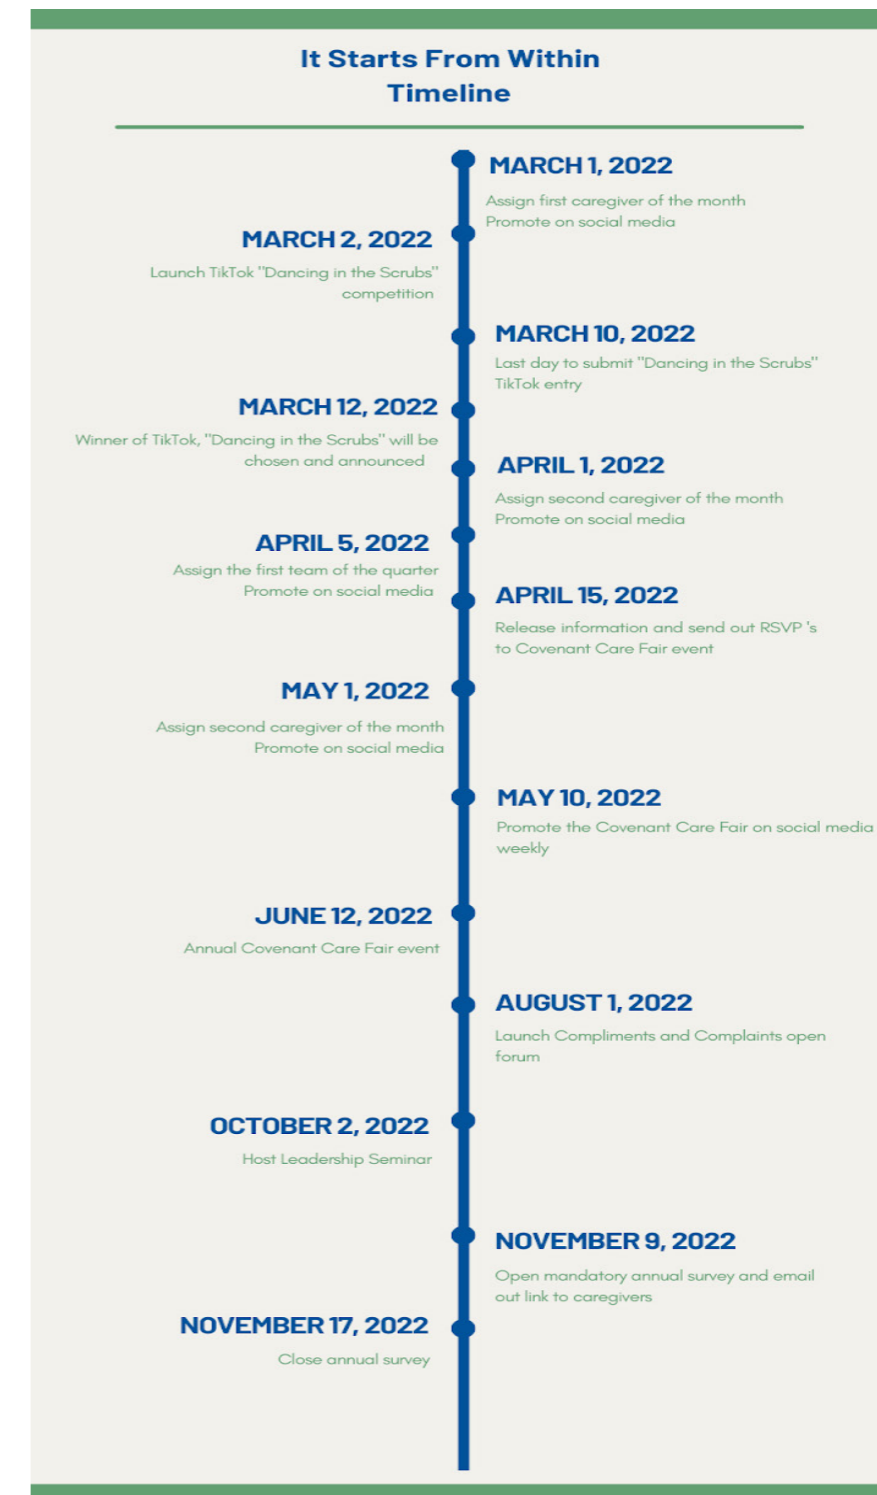 It Starts From Within
Timeline
MARCH 1, 2022
Assign first caregiver of the month
Promote on social media
MARCH 2, 2022
Launch TikTok "Dancing in the Scrubs"
competition
MARCH 10, 2022
Last day to submit "Dancing in the Scrubs"
TikTok entry
MARCH 12, 2022
Winner of TikTok, "Dancing in the Scrubs" will be
chosen and announced
APRIL 1, 2022
Assign second caregiver of the month
Promote on social media
APRIL 5, 2022
Assign the first team of the quarter
Promote on social media
APRIL 15, 2022
Release information and send out RSVP 's
to Covenant Care Fair event
MAY 1, 2022
Assign second caregiver of the month
Promote on social media
MAY 10, 2022
Promote the Covenant Care Fair on social media
weekly
JUNE 12, 2022
Annual Covenant Care Fair event
AUGUST 1, 2022
Launch Compliments and Complaints open
forum
OCTOBER 2, 2022
Host Leadership Seminar
NOVEMBER 9, 2022
Open mandatory annual survey and email
out link to caregivers
NOVEMBER 17, 2022
Close annual survey